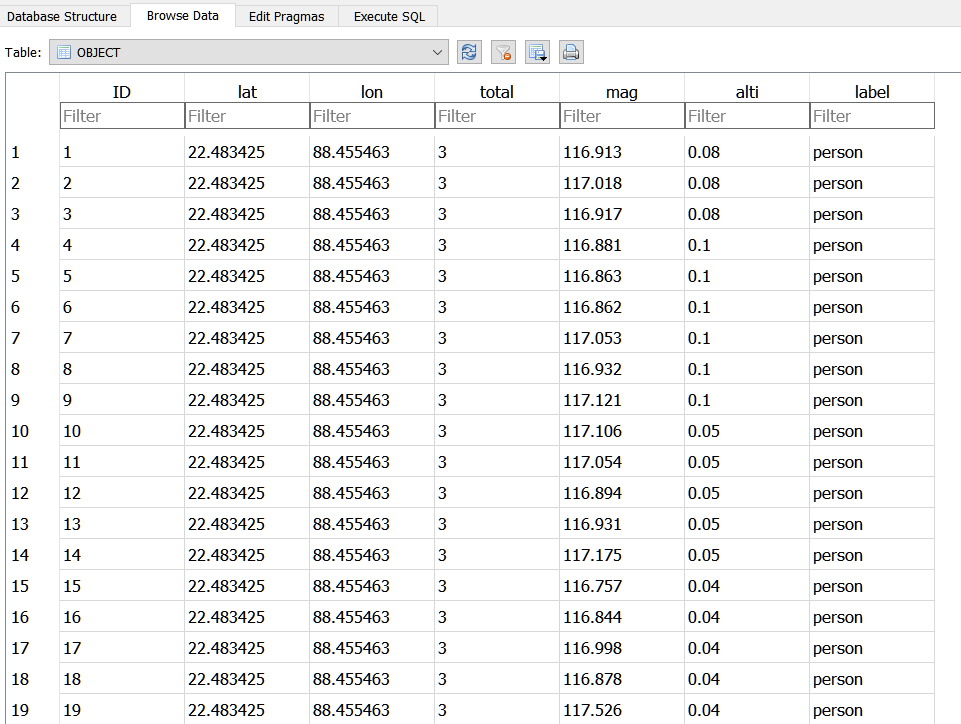 Database Structure Browse Data Edit Pragmas Execute SQL
Table: OBJECT
ID lat lon total mag alti label
Filter Filter Filter Filter Filter Filter Filter
1 1 22.483425 88.455463 3 116.913 0.08 person
2 2 22.483425 88.455463 3 117.018 0.08 person
3 3 22.483425 88.455463 3 116.917 0.08 person
4 4 22.483425 88.455463 3 116.881 0.1 person
5 5 22.483425 88.455463 3 116.863 0.1 person
6 6 22.483425 88.455463 3 116.862 0.1 person
7 7 22.483425 88.455463 3 117.053 0.1 person
8 8 22.483425 88.455463 3 116.932 0.1 person
9 9 22.483425 88.455463 3 117.121 0.1 person
10 10 22.483425 88.455463 3 117.106 0.05 person
11 11 22.483425 88.455463 3 117.054 0.05 person
12 12 22.483425 88.455463 3 116.894 0.05 person
13 13 22.483425 88.455463 3 116.931 0.05 person
14 14 22.483425 88.455463 3 117.175 0.05 person
15 15 22.483425 88.455463 3 116.757 0.04 person
16 16 22.483425 88.455463 3 116.844 0.04 person
17 17 22.483425 88.455463 3 116.998 0.04 person
18 18 22.483425 88.455463 3 116.878 0.04 person
19 19 22.483425 88.455463 3 117.526 0.04 person